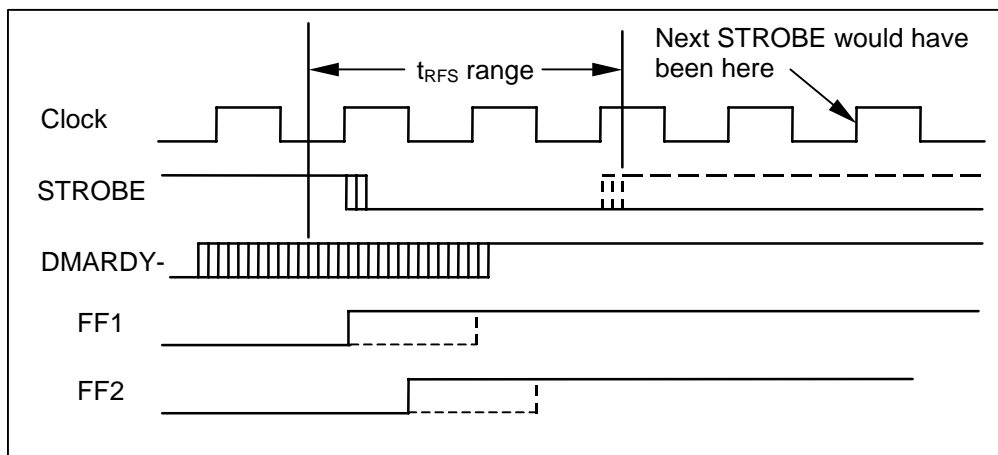 Next STROBE would have
been here
tRFS range
Clock
STROBE
DMARDY-
FF1
FF2